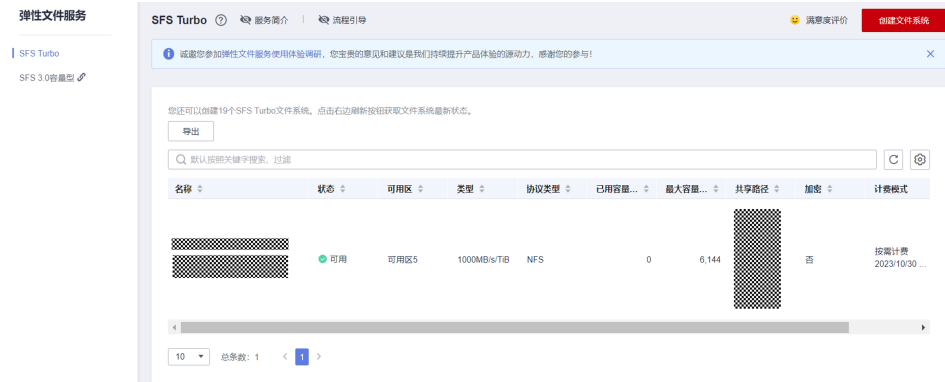 弹性文件服务
SFS Turbo
SFS 3.0容量型
SFS Turbo 服务简介 流程引导
满意度评价
创建文件系统
诚邀您参加弹性文件服务使用体验调研，您宝贵的意见和建议是我们持续提升产品体验的源动力，感谢您的参与！
您还可以创建19个SFS Turbo文件系统。点击右边刷新按钮获取文件系统最新状态。
导出
默认按照关键字搜索、过滤
名称 状态 可用区 类型 协议类型 已用容量... 最大容量... 共享路径 加密 计费模式
可用 可用区5 1000MB/s/TiB NFS 0 6,144 否 按需计费
2023/10/30 ...
10 总条数：1 1